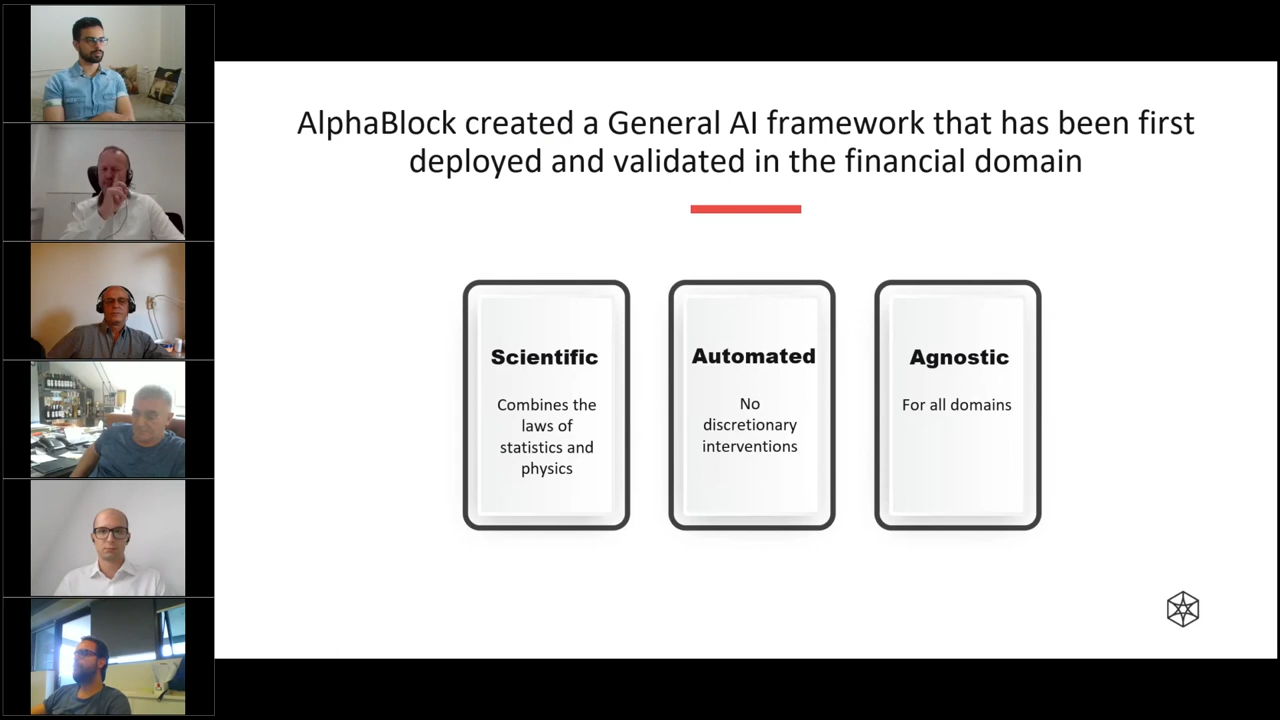 AlphaBlock created a General AI framework that has been first
deployed and validated in the financial domain
Scientific
Combines the
laws of
statistics and
physics
Automated
No
discretionary
interventions
Agnostic
For all domains